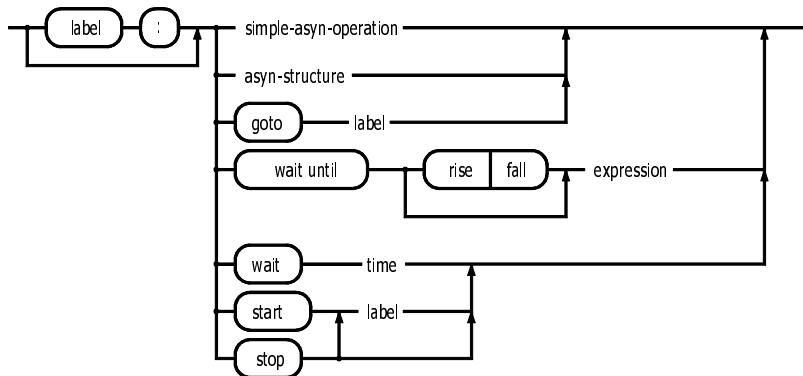 label :
simple-asyn-operation
asyn-structure
goto label
wait until rise fall expression
wait time
start label
stop